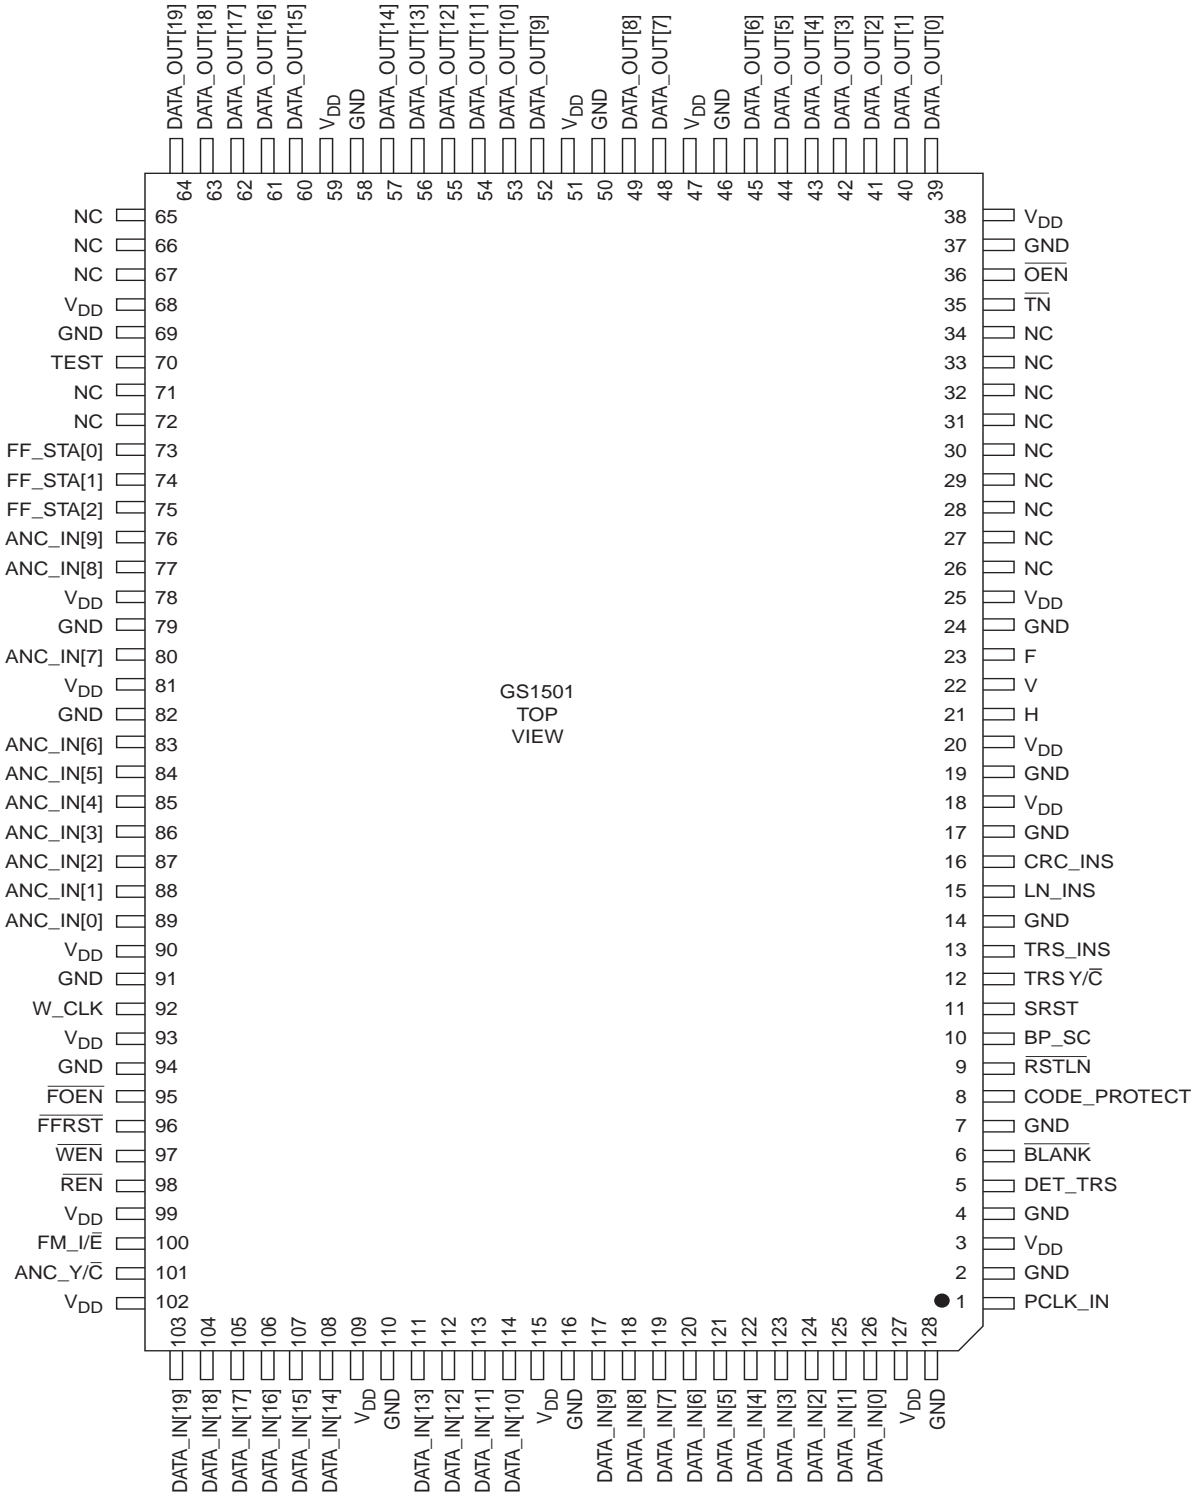 DATA_OUT[19]
DATA_OUT[18]
DATA_OUT[17]
DATA_OUT[16]
DATA_OUT[15]
VDD
GND
DATA_OUT[14]
DATA_OUT[13]
DATA_OUT[12]
DATA_OUT[11]
DATA_OUT[10]
DATA_OUT[9]
VDD
GND
DATA_OUT[8]
DATA_OUT[7]
VDD
GND
DATA_OUT[6]
DATA_OUT[5]
DATA_OUT[4]
DATA_OUT[3]
DATA_OUT[2]
DATA_OUT[1]
DATA_OUT[0]
64 63 62 61 60 59 58 57 56 55 54 53 52 51 50 49 48 47 46 45 44 43 42 41 40 39
NC 65
NC 66
NC 67
VDD 68
GND 69
TEST 70
NC 71
NC 72
FF_STA[0] 73
FF_STA[1] 74
FF_STA[2] 75
ANC_IN[9] 76
ANC_IN[8] 77
VDD 78
GND 79
ANC_IN[7] 80
VDD 81
GND 82
ANC_IN[6] 83
ANC_IN[5] 84
ANC_IN[4] 85
ANC_IN[3] 86
ANC_IN[2] 87
ANC_IN[1] 88
ANC_IN[0] 89
VDD 90
GND 91
W_CLK 92
VDD 93
GND 94
F̅O̅E̅N̅ 95
F̅F̅R̅S̅T̅ 96
W̅E̅N̅ 97
R̅E̅N̅ 98
VDD 99
FM_I/E̅ 100
ANC_Y/C̅ 101
VDD 102
GS1501
TOP
VIEW
38 VDD
37 GND
36 O̅E̅N̅
35 T̅N̅
34 NC
33 NC
32 NC
31 NC
30 NC
29 NC
28 NC
27 NC
26 NC
25 VDD
24 GND
23 F
22 V
21 H
20 VDD
19 GND
18 VDD
17 GND
16 CRC_INS
15 LN_INS
14 GND
13 TRS_INS
12 TRS Y/C̅
11 SRST
10 BP_SC
9 R̅S̅T̅L̅N̅
8 CODE_PROTECT
7 GND
6 B̅L̅A̅N̅K̅
5 DET_TRS
4 GND
3 VDD
2 GND
1 PCLK_IN
103 104 105 106 107 108 109 110 111 112 113 114 115 116 117 118 119 120 121 122 123 124 125 126 127 128
DATA_IN[19]
DATA_IN[18]
DATA_IN[17]
DATA_IN[16]
DATA_IN[15]
DATA_IN[14]
VDD
GND
DATA_IN[13]
DATA_IN[12]
DATA_IN[11]
DATA_IN[10]
VDD
GND
DATA_IN[9]
DATA_IN[8]
DATA_IN[7]
DATA_IN[6]
DATA_IN[5]
DATA_IN[4]
DATA_IN[3]
DATA_IN[2]
DATA_IN[1]
DATA_IN[0]
VDD
GND